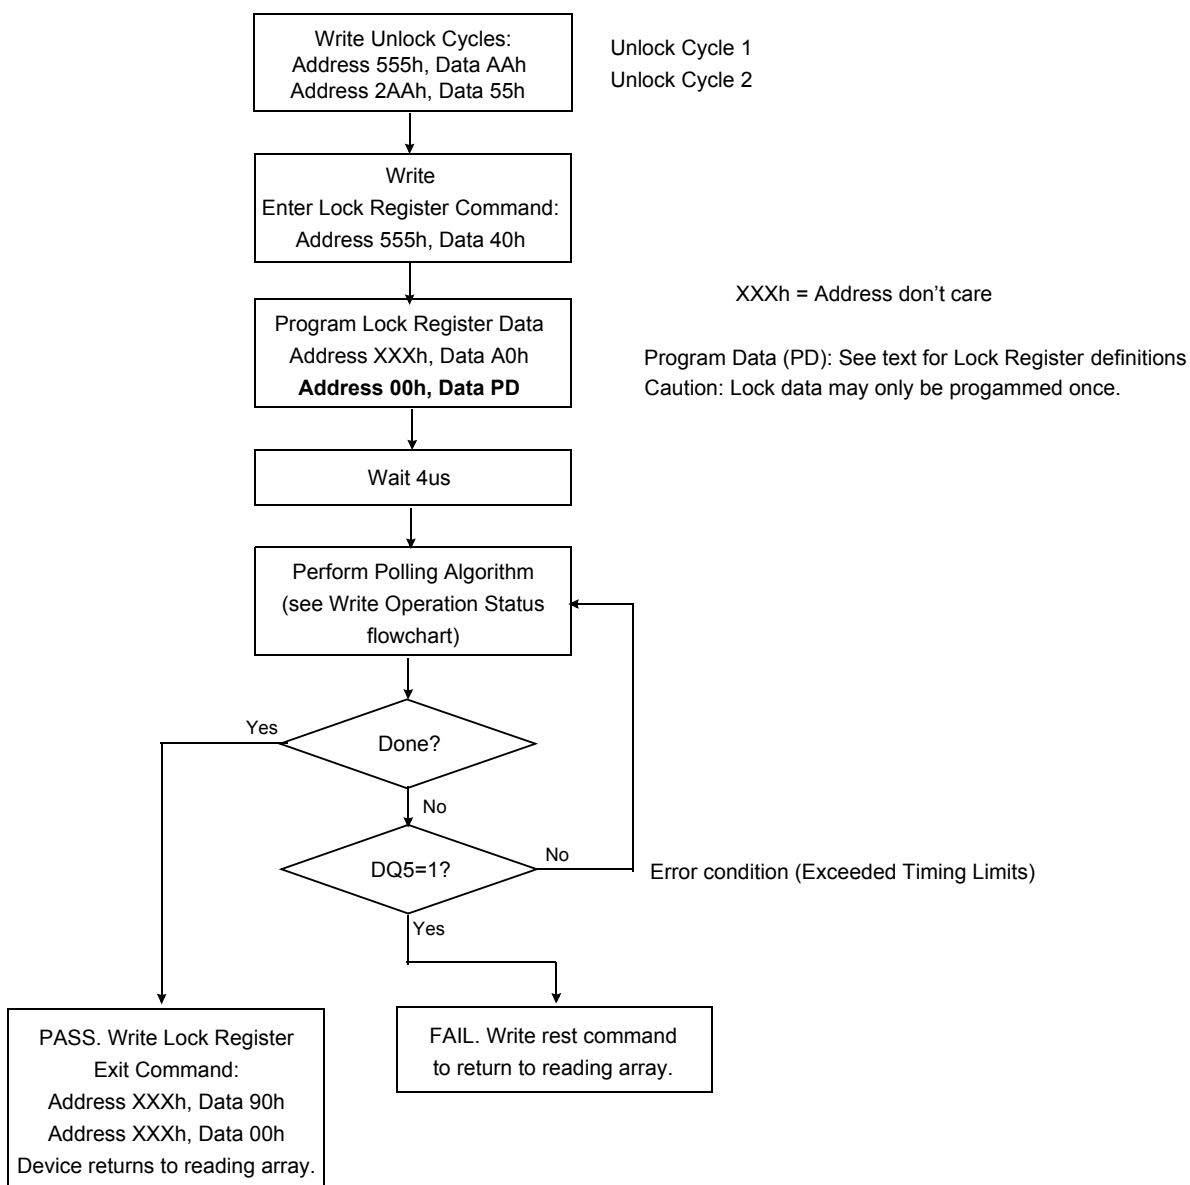 Write Unlock Cycles:
Address 555h, Data AAh
Address 2AAh, Data 55h
Unlock Cycle 1
Unlock Cycle 2
Write
Enter Lock Register Command:
Address 555h, Data 40h
XXXh = Address don’t care
Program Lock Register Data
Address XXXh, Data A0h
Address 00h, Data PD
Program Data (PD): See text for Lock Register definitions
Caution: Lock data may only be progammed once.
Wait 4us
Perform Polling Algorithm
(see Write Operation Status
flowchart)
Yes
Done?
No
DQ5=1?
No
Error condition (Exceeded Timing Limits)
Yes
PASS. Write Lock Register
Exit Command:
Address XXXh, Data 90h
Address XXXh, Data 00h
Device returns to reading array.
FAIL. Write rest command
to return to reading array.